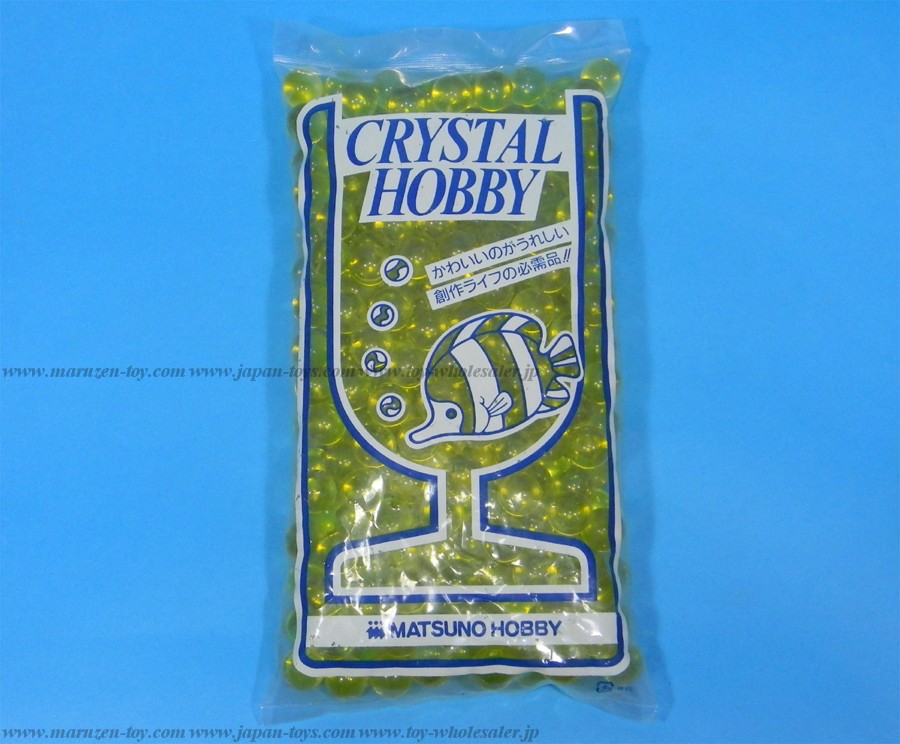 CRYSTAL
HOBBY
かわいいのがうれしい
創作ライフの必需品!!
www.maruzen-toy.com www.japan-toys.com www.toy-wholesaler.jp
MATSUNO HOBBY
www.maruzen-toy.com www.japan-toys.com www.toy-wholesaler.jp